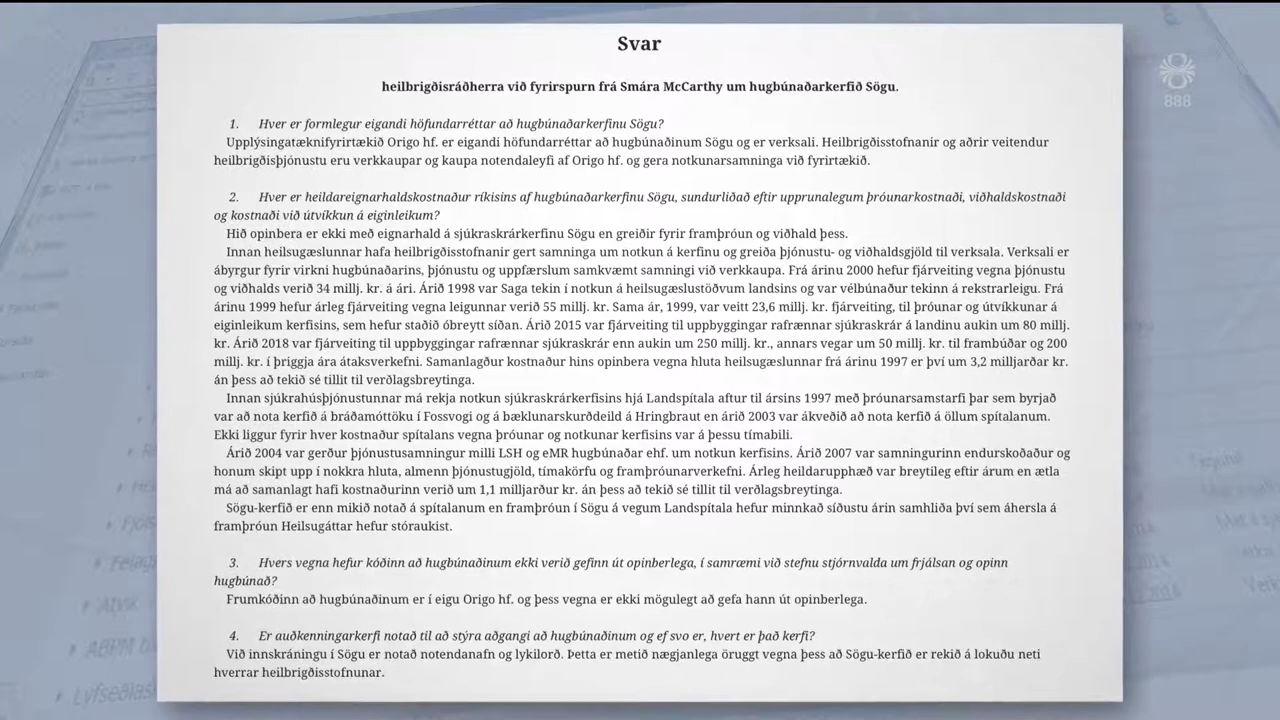 Svar
heilbrigðisráðherra við fyrirspurn frá Smára McCarthy um hugbúnaðarkerfið Sögu.
1. Hver er formlegur eigandi höfundarréttar að hugbúnaðarkerfinu Sögu?
Upplýsingatæknifyrirtækið Origo hf. er eigandi höfundarréttar að hugbúnaðinum Sögu og er verksali. Heilbrigðisstofnanir og aðrir veitendur
heilbrigðisþjónustu eru verkkaupar og kaupa notendaleyfi af Origo hf. og gera notkunarsamninga við fyrirtækið.
2. Hver er heildareignarhaldskostnaður ríkisins af hugbúnaðarkerfinu Sögu, sundurliðað eftir upprunalegum þróunarkostnaði, viðhaldskostnaði
og kostnaði við útvíkkun á eiginleikum?
Hið opinbera er ekki með eignarhald á sjúkraskrárkerfinu Sögu en greiðir fyrir framþróun og viðhald þess.
Innan heilsugæslunnar hafa heilbrigðisstofnanir gert samninga um notkun á kerfinu og greiða þjónustu- og viðhaldsgjöld til verksala. Verksali er
ábyrgur fyrir virkni hugbúnaðarins, þjónustu og uppfærslum samkvæmt samningi við verkkaupa. Frá árinu 2000 hefur fjárveiting vegna þjónustu
og viðhalds verið 34 millj. kr. á ári. Árið 1998 var Saga tekin í notkun á heilsugæslustöðvum landsins og var vélbúnaður tekinn á rekstrarleigu. Frá
árinu 1999 hefur árleg fjárveiting vegna leigunnar verið 55 millj. kr. Sama ár, 1999, var veitt 23,6 millj. kr. fjárveiting, til þróunar og útvíkkunar á
eiginleikum kerfisins, sem hefur staðið óbreytt síðan. Árið 2015 var fjárveiting til uppbyggingar rafrænnar sjúkraskrár á landinu aukin um 80 millj.
kr. Árið 2018 var fjárveiting til uppbyggingar rafrænnar sjúkraskrár enn aukin um 250 millj. kr., annars vegar um 50 millj. kr. til frambúðar og 200
millj. kr. í þriggja ára átaksverkefni. Samanlagður kostnaður hins opinbera vegna hluta heilsugæslunnar frá árinu 1997 er því um 3,2 milljarðar kr.
án þess að tekið sé tillit til verðlagsbreytinga.
Innan sjúkrahúsþjónustunnar má rekja notkun sjúkraskrárkerfisins hjá Landspítala aftur til ársins 1997 með þróunarsamstarfi þar sem byrjað
var að nota kerfið á bráðamóttöku í Fossvogi og á bæklunarskurðdeild á Hringbraut en árið 2003 var ákveðið að nota kerfið á öllum spítalanum.
Ekki liggur fyrir hver kostnaður spítalans vegna þróunar og notkunar kerfisins var á þessu tímabili.
Árið 2004 var gerður þjónustusamningur milli LSH og eMR hugbúnaðar ehf. um notkun kerfisins. Árið 2007 var samningurinn endurskoðaður og
honum skipt upp í nokkra hluta, almenn þjónustugjöld, tímakörfu og framþróunarverkefni. Árleg heildarupphæð var breytileg eftir árum en ætla
má að samanlagt hafi kostnaðurinn verið um 1,1 milljarður kr. án þess að tekið sé tillit til verðlagsbreytinga.
Sögu-kerfið er enn mikið notað á spítalanum en framþróun í Sögu á vegum Landspítala hefur minnkað síðustu árin samhliða því sem áhersla á
framþróun Heilsugáttar hefur stóraukist.
3. Hvers vegna hefur kóðinn að hugbúnaðinum ekki verið gefinn út opinberlega, í samræmi við stefnu stjórnvalda um frjálsan og opinn
hugbúnað?
Frumkóðinn að hugbúnaðinum er í eigu Origo hf. og þess vegna er ekki mögulegt að gefa hann út opinberlega.
4. Er auðkenningarkerfi notað til að stýra aðgangi að hugbúnaðinum og ef svo er, hvert er það kerfi?
Við innskráningu í Sögu er notað notendanafn og lykilorð. Þetta er metið nægjanlega öruggt vegna þess að Sögu-kerfið er rekið á lokuðu neti
hverrar heilbrigðisstofnunar.
888